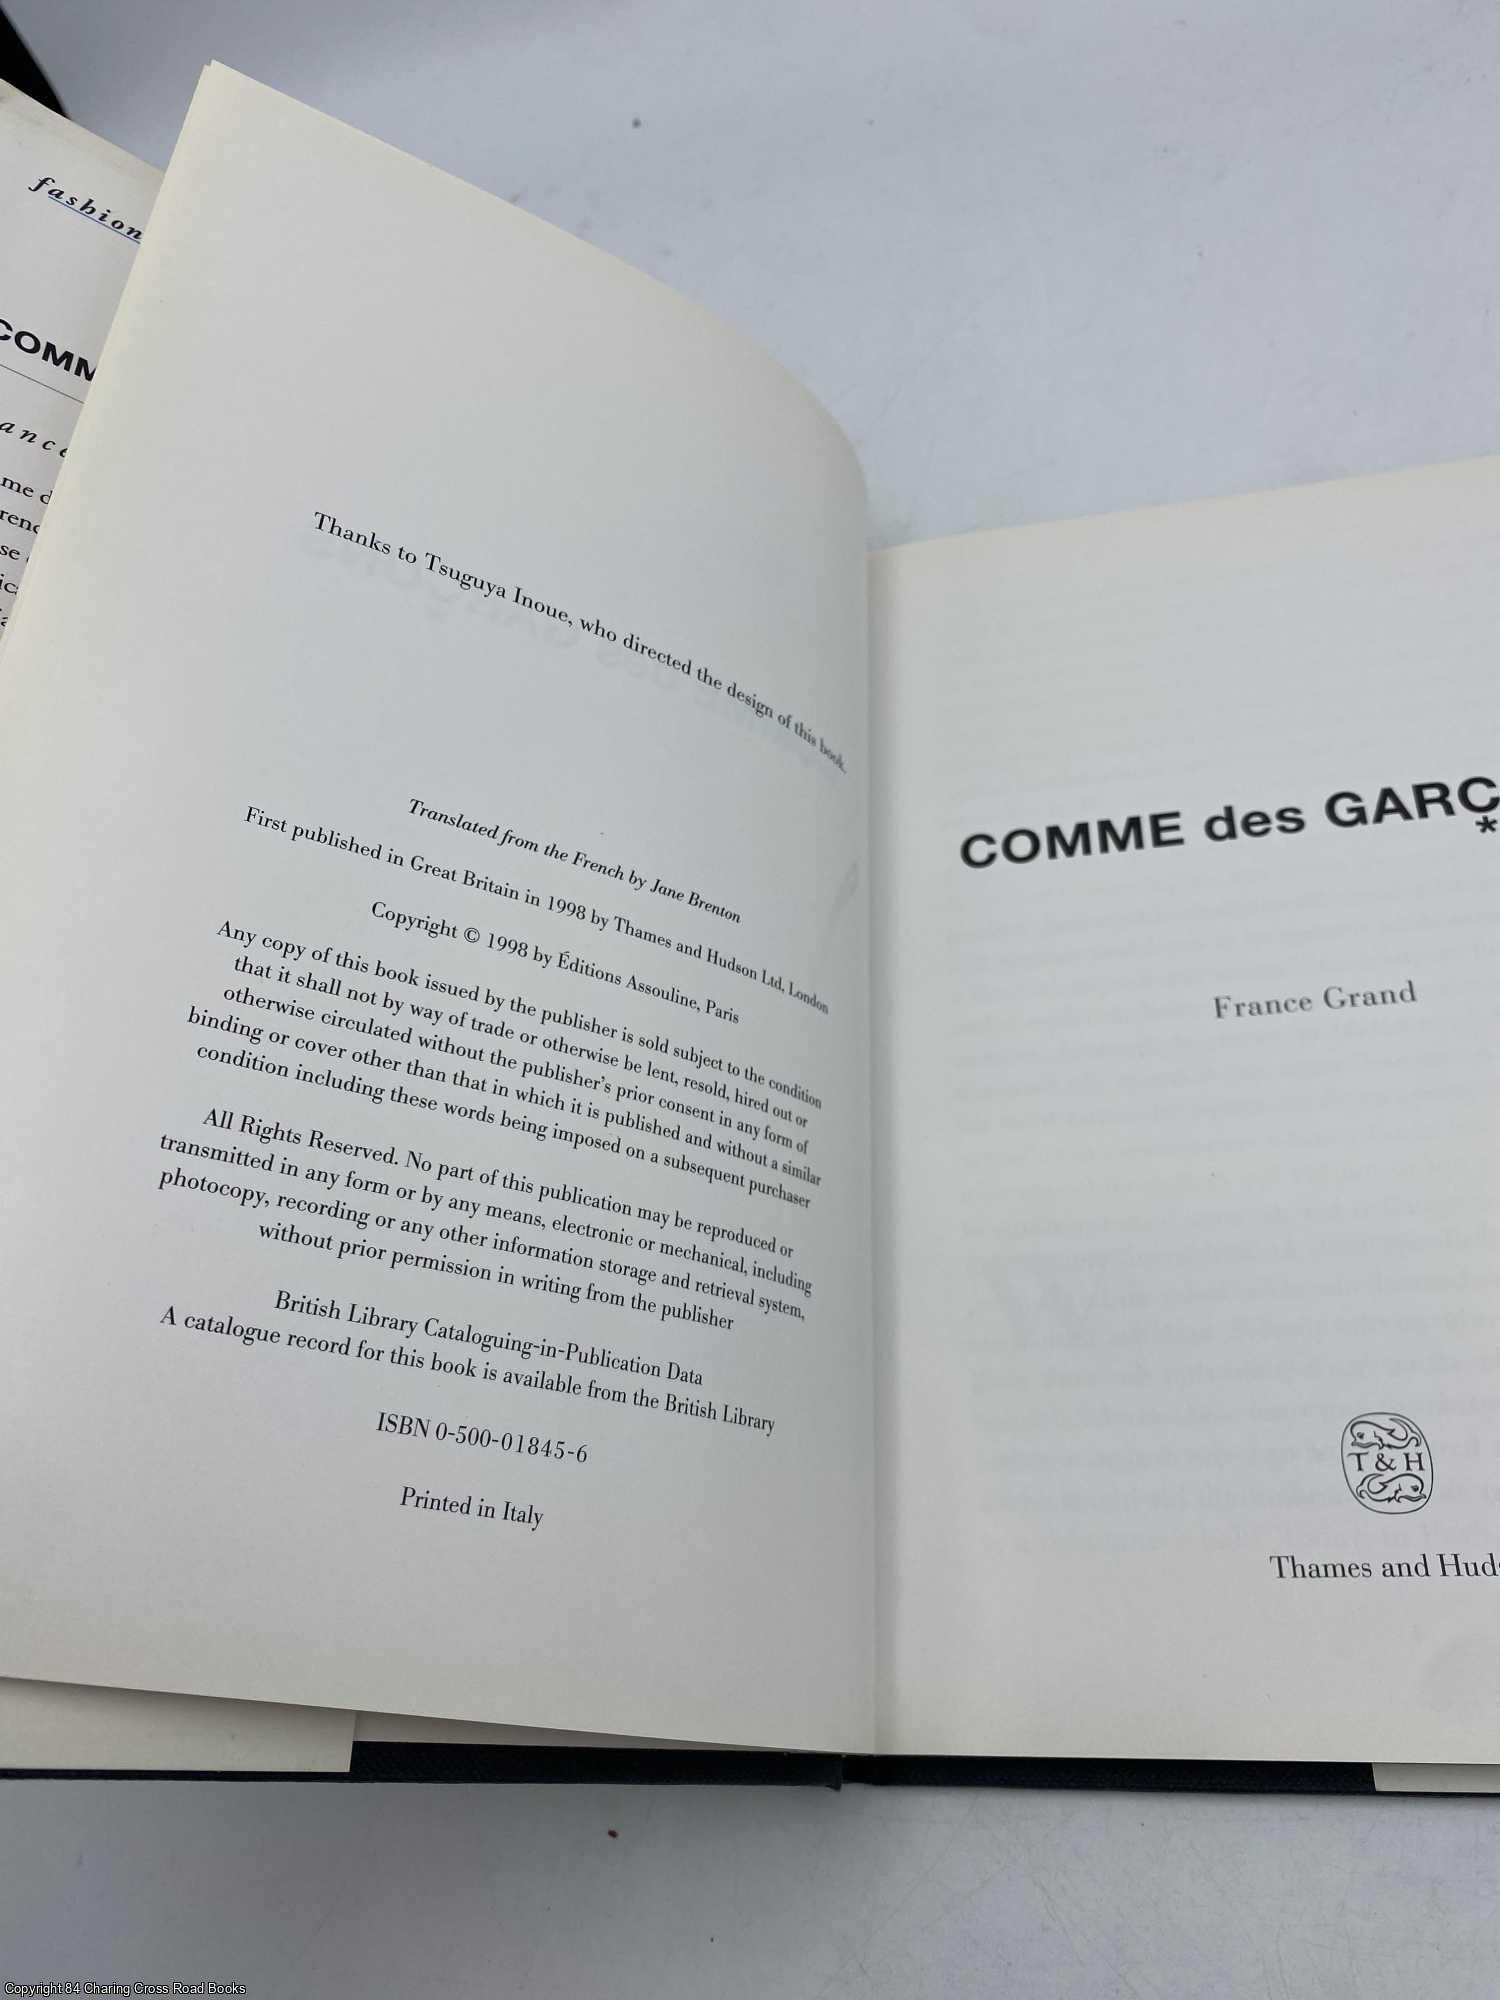 fashion
COMM
ance
me d
renc
se
Thanks to Tsuguya Inoue, who directed the design of this book.
Translated from the French by Jane Brenton
First published in Great Britain in 1998 by Thames and Hudson Ltd, London
Copyright © 1998 by Éditions Assouline, Paris
Any copy of this book issued by the publisher is sold subject to the condition
that it shall not by way of trade or otherwise be lent, resold, hired out or
otherwise circulated without the publisher's prior consent in any form of
binding or cover other than that in which it is published and without a similar
condition including these words being imposed on a subsequent purchaser
All Rights Reserved. No part of this publication may be reproduced or
transmitted in any form or by any means, electronic or mechanical, including
photocopy, recording or any other information storage and retrieval system,
without prior permission in writing from the publisher
British Library Cataloguing-in-Publication Data
A catalogue record for this book is available from the British Library
ISBN 0-500-01845-6
Printed in Italy
COMME des GARÇ
*
France Grand
T & H
Thames and Huds
Copyright 84 Charing Cross Road Books